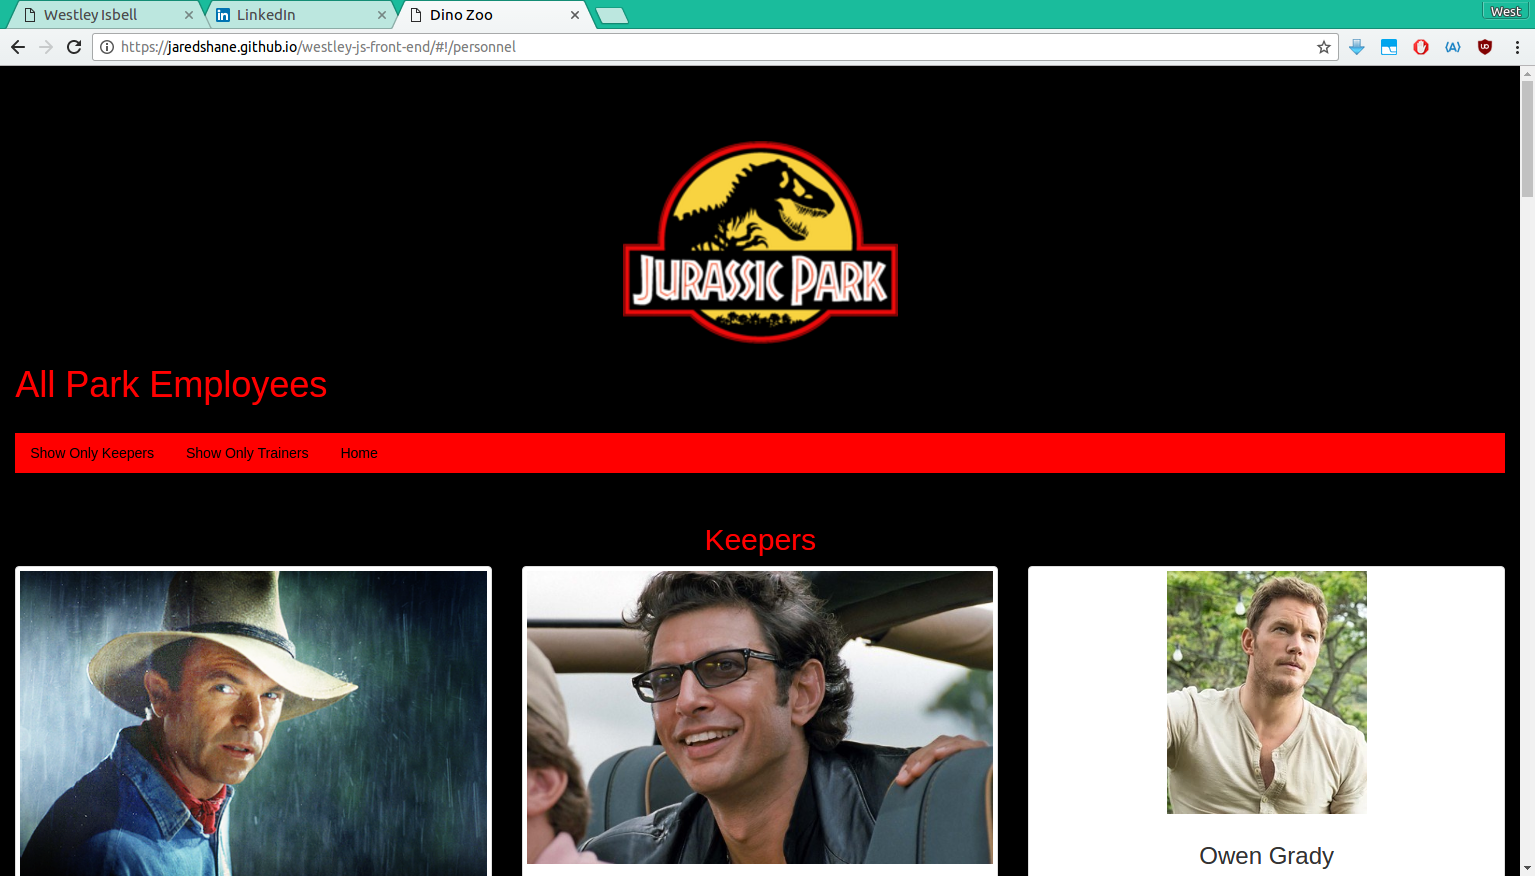 Westley Isbell
LinkedIn
Dino Zoo
West
https://jaredshane.github.io/westley-js-front-end/#!/personnel
JURASSIC PARK
All Park Employees
Show Only Keepers
Show Only Trainers
Home
Keepers
Owen Grady